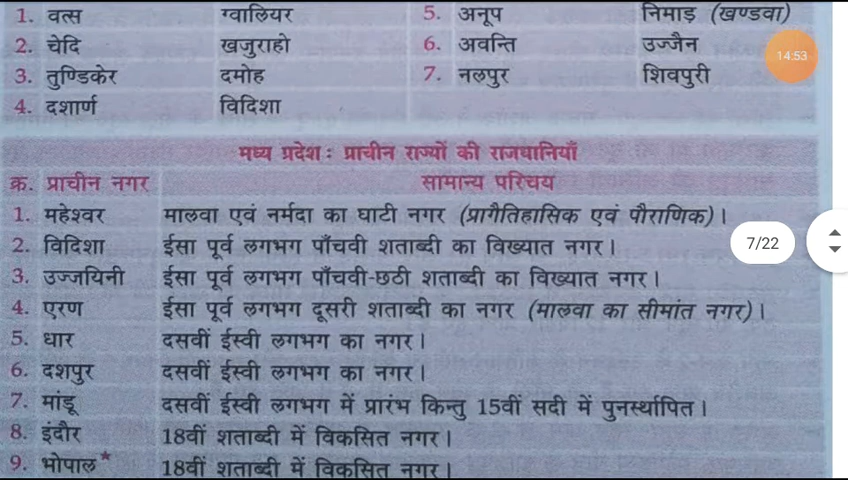 1. वत्स ग्वालियर 5. अनूप निमाड़ (खण्डवा)
2. चेदि खजुराहो 6. अवन्ति उज्जैन
3. तुण्डिकेर दमोह 7. नलपुर शिवपुरी
4. दशार्ण विदिशा
14:53
मध्य प्रदेश : प्राचीन राज्यों की राजधानियाँ
क्र. प्राचीन नगर सामान्य परिचय
1. महेश्वर मालवा एवं नर्मदा का घाटी नगर (प्रागैतिहासिक एवं पौराणिक)।
2. विदिशा ईसा पूर्व लगभग पाँचवी शताब्दी का विख्यात नगर।
7/22
3. उज्जयिनी ईसा पूर्व लगभग पाँचवी-छठी शताब्दी का विख्यात नगर।
4. एरण ईसा पूर्व लगभग दूसरी शताब्दी का नगर (मालवा का सीमांत नगर)।
5. धार दसवीं ईस्वी लगभग का नगर।
6. दशपुर दसवीं ईस्वी लगभग का नगर।
7. मांडू दसवीं ईस्वी लगभग में प्रारंभ किन्तु 15वीं सदी में पुनर्स्थापित।
8. इंदौर 18वीं शताब्दी में विकसित नगर।
9. भोपाल* 18वीं शताब्दी में विकसित नगर।